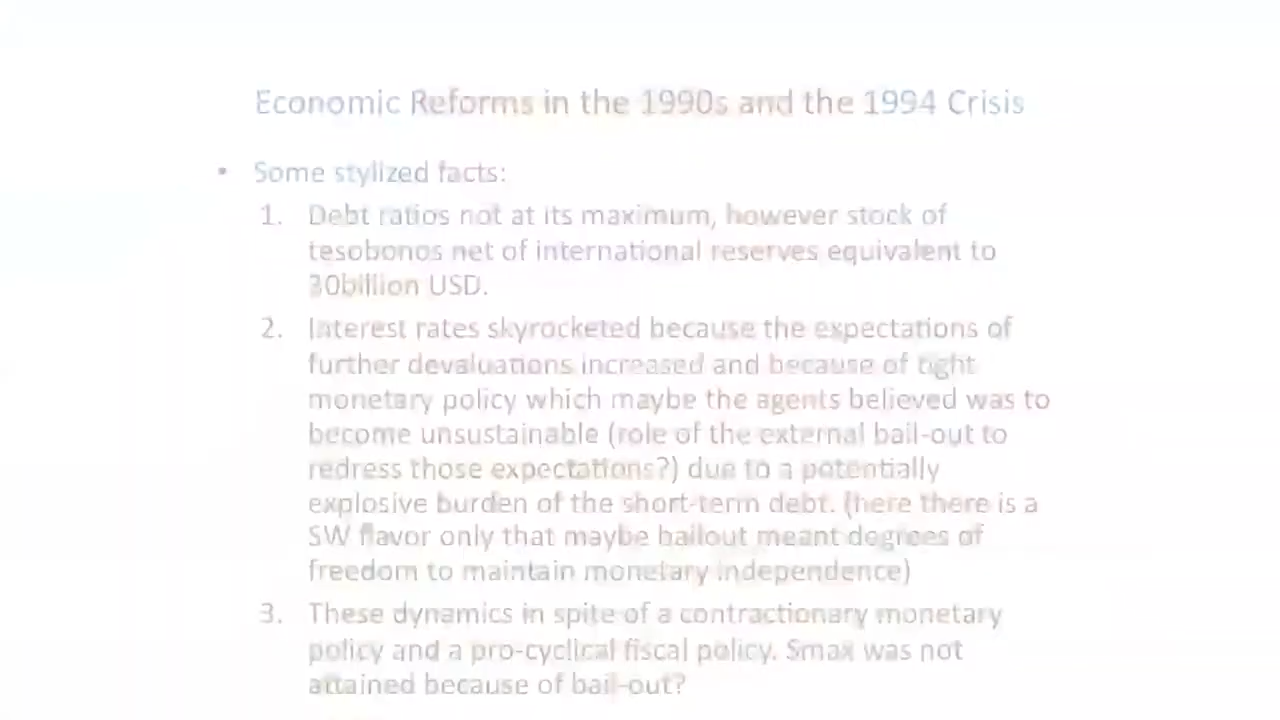 Economic Reforms in the 1990s and the 1994 Crisis
• Some stylized facts:
1. Debt ratios not at its maximum, however stock of
tesobonos net of international reserves equivalent to
30billion USD.
2. Interest rates skyrocketed because the expectations of
further devaluations increased and because of tight
monetary policy which maybe the agents believed was to
become unsustainable (role of the external bail-out to
redress those expectations?) due to a potentially
explosive burden of the short-term debt. (here there is a
SW flavor only that maybe bailout meant degrees of
freedom to maintain monetary independence)
3. These dynamics in spite of a contractionary monetary
policy and a pro-cyclical fiscal policy. Smax was not
attained because of bail-out?